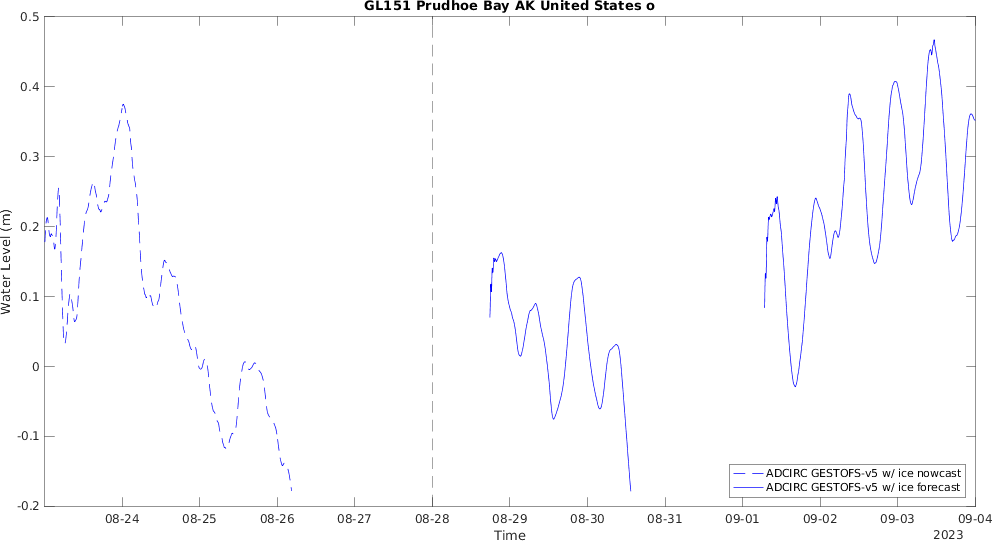 GL151 Prudhoe Bay AK United States o
0.5
0.4
0.3
0.2
0.1
0
-0.1
-0.2
Water Level (m)
08-24 08-25 08-26 08-27 08-28 08-29 08-30 08-31 09-01 09-02 09-03 09-04
Time
2023
ADCIRC GESTOFS-v5 w/ ice nowcast
ADCIRC GESTOFS-v5 w/ ice forecast